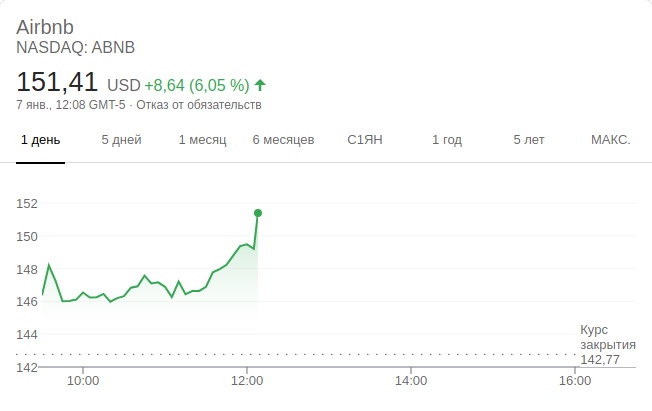 Airbnb
NASDAQ: ABNB
151,41 USD +8,64 (6,05 %)
7 янв., 12:08 GMT-5 · Отказ от обязательств
1 день 5 дней 1 месяц 6 месяцев С1ЯН 1 год 5 лет МАКС.
152
150
148
146
144
142
Курс
закрытия
142,77
10:00 12:00 14:00 16:00